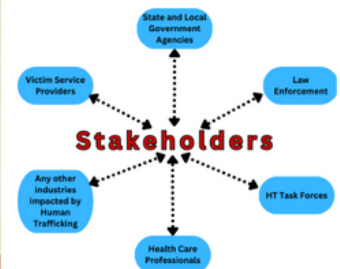 State and Local
Government
Agencies
Victim Service
Providers
Law
Enforcement
Stakeholders
Any other
industries
impacted by
Human
Trafficking
HT Task Forces
Health Care
Professionals